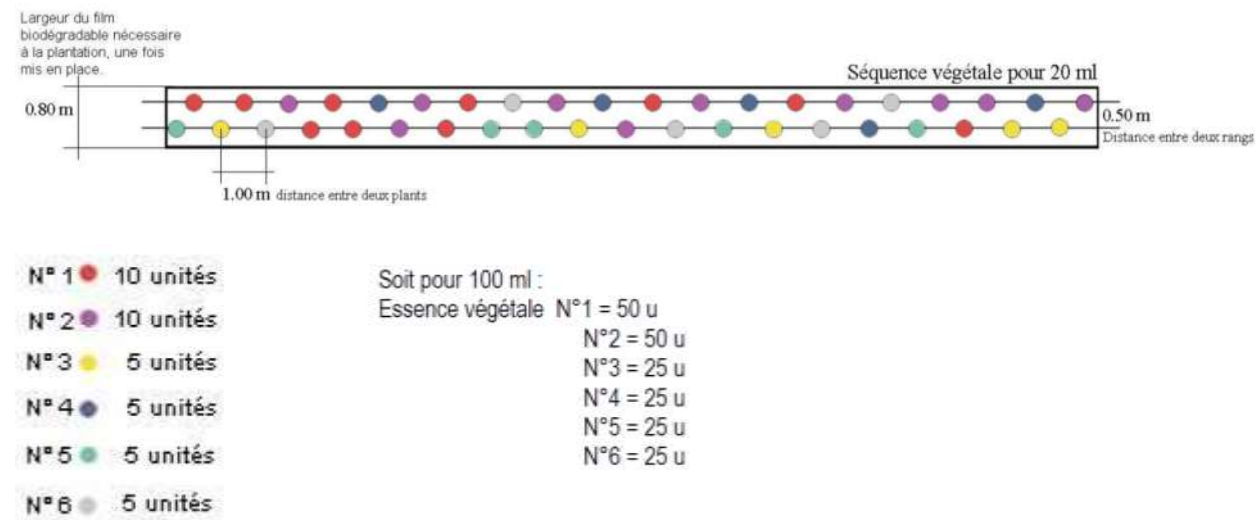 Largeur du film
biodégradable nécessaire
à la plantation, une fois
mis en place.
Séquence végétale pour 20 ml
0.80 m
0.50 m
Distance entre deux rangs
1.00 m distance entre deux plants
N° 1 10 unités
N° 2 10 unités
N° 3 5 unités
N° 4 5 unités
N° 5 5 unités
N° 6 5 unités
Soit pour 100 ml :
Essence végétale N°1 = 50 u
N°2 = 50 u
N°3 = 25 u
N°4 = 25 u
N°5 = 25 u
N°6 = 25 u